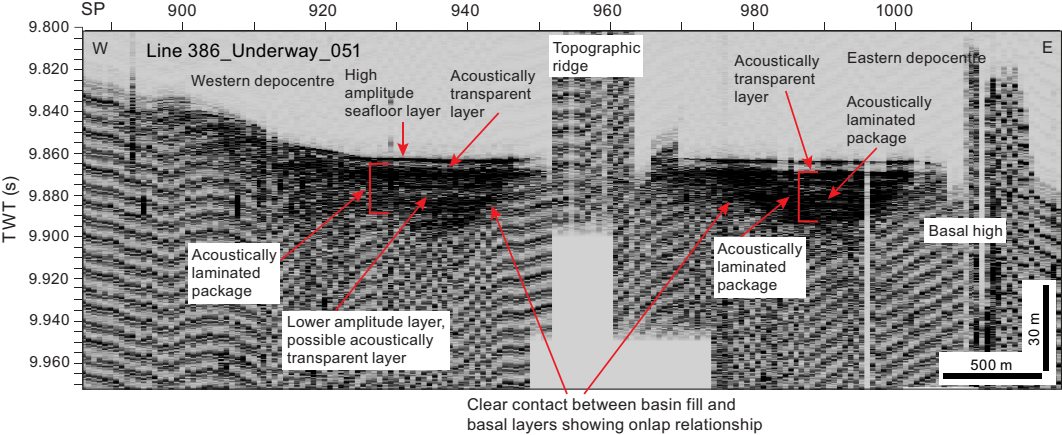 SP
900
920
940
960
980
1000
9.800
9.820
9.840
9.860
9.880
9.900
9.920
9.940
9.960
TWT (s)
W
Line 386_Underway_051
E
Western depocentre
High
amplitude
seafloor layer
Acoustically
transparent
layer
Topographic
ridge
Acoustically
transparent
layer
Eastern depocentre
Acoustically
laminated
package
Acoustically
laminated
package
Lower amplitude layer,
possible acoustically
transparent layer
Acoustically
laminated
package
Basal high
30 m
500 m
Clear contact between basin fill and
basal layers showing onlap relationship